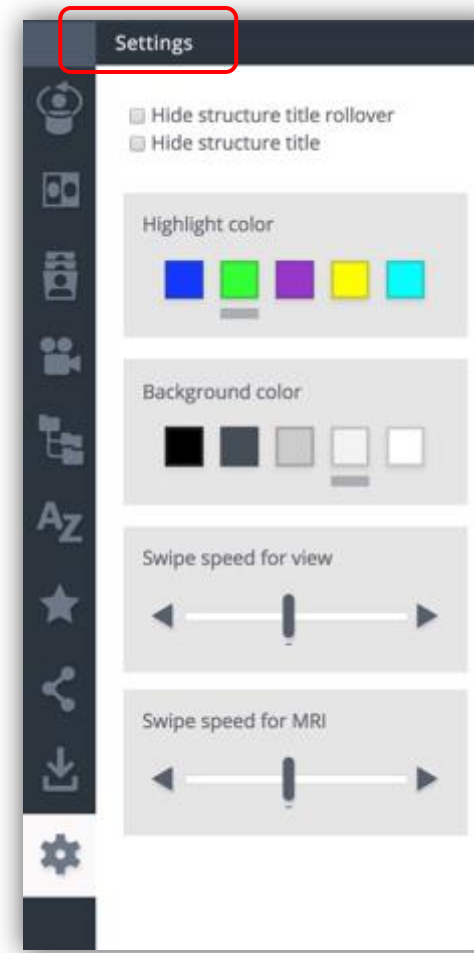 Settings
Hide structure title rollover
Hide structure title
Highlight color
Background color
AZ
Swipe speed for view
Swipe speed for MRI